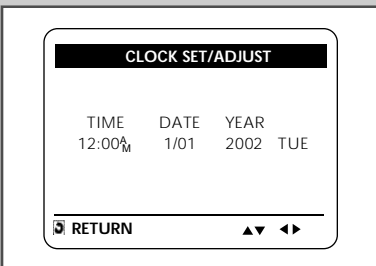 CLOCK SET/ADJUST
TIME DATE YEAR
12:00AM 1/01 2002 TUE
RETURN ▲▼ ◄►